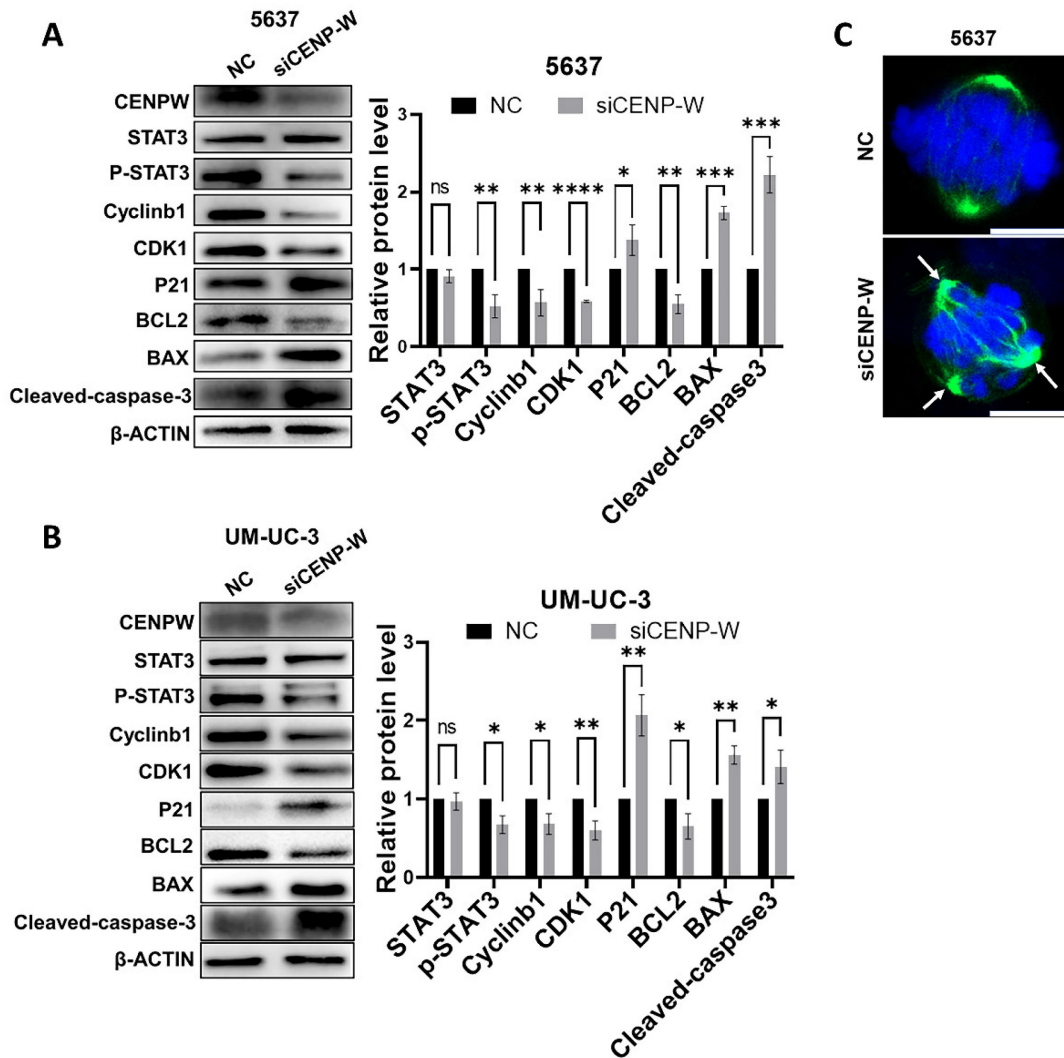 A
5637
NC siCENP-W
CENPW
STAT3
P-STAT3
Cyclinb1
CDK1
P21
BCL2
BAX
Cleaved-caspase-3
β-ACTIN
5637
NC siCENP-W
Relative protein level
3
2
1
0
ns ** ** **** * ** *** ***
STAT3
p-STAT3
Cyclinb1
CDK1
P21
BCL2
BAX
Cleaved-caspase3
C
5637
NC
siCENP-W
B
UM-UC-3
NC siCENP-W
CENPW
STAT3
P-STAT3
Cyclinb1
CDK1
P21
BCL2
BAX
Cleaved-caspase-3
β-ACTIN
UM-UC-3
NC siCENP-W
Relative protein level
3
2
1
0
ns * * ** ** * ** *
STAT3
p-STAT3
Cyclinb1
CDK1
P21
BCL2
BAX
Cleaved-caspase3